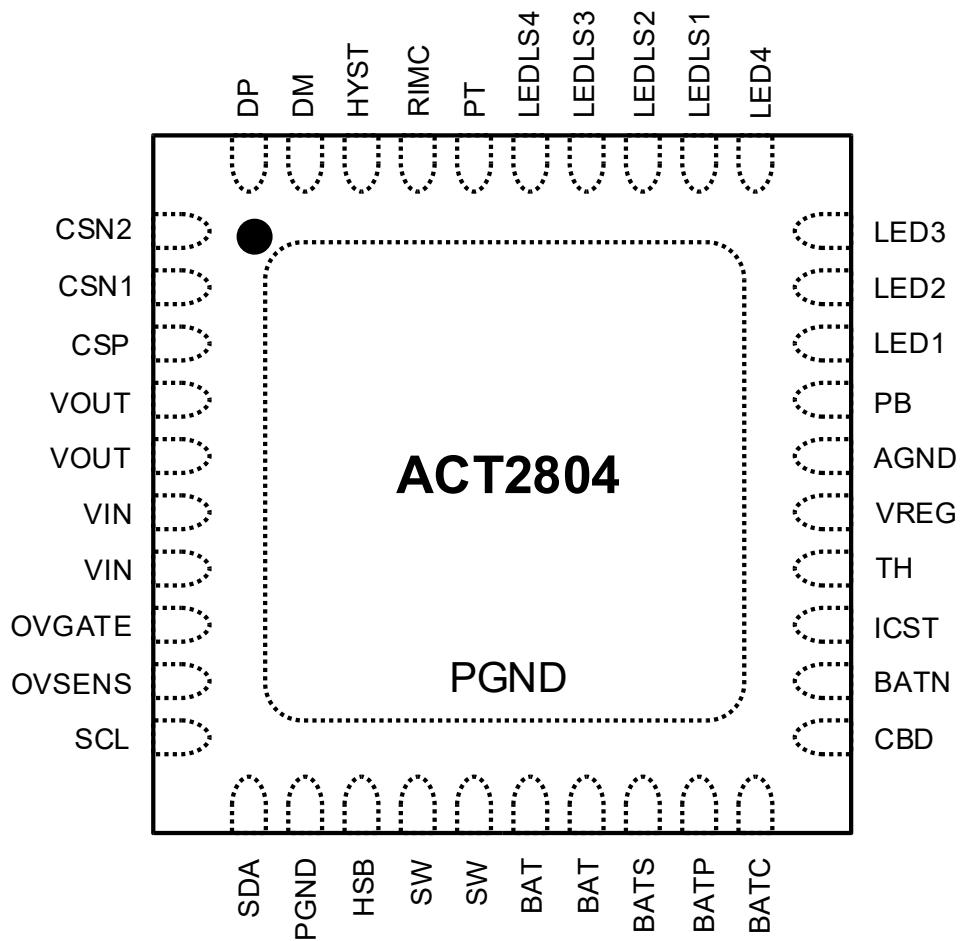 DP
DM
HYST
RIMC
PT
LEDLS4
LEDLS3
LEDLS2
LEDLS1
LED4
CSN2
CSN1
CSP
VOUT
VOUT
VIN
VIN
OVGATE
OVSENS
SCL
ACT2804
PGND
LED3
LED2
LED1
PB
AGND
VREG
TH
ICST
BATN
CBD
SDA
PGND
HSB
SW
SW
BAT
BAT
BATS
BATP
BATC